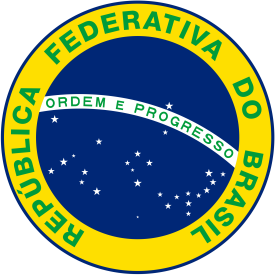 REPÚBLICA FEDERATIVA DO BRASIL
ORDEM E PROGRESSO